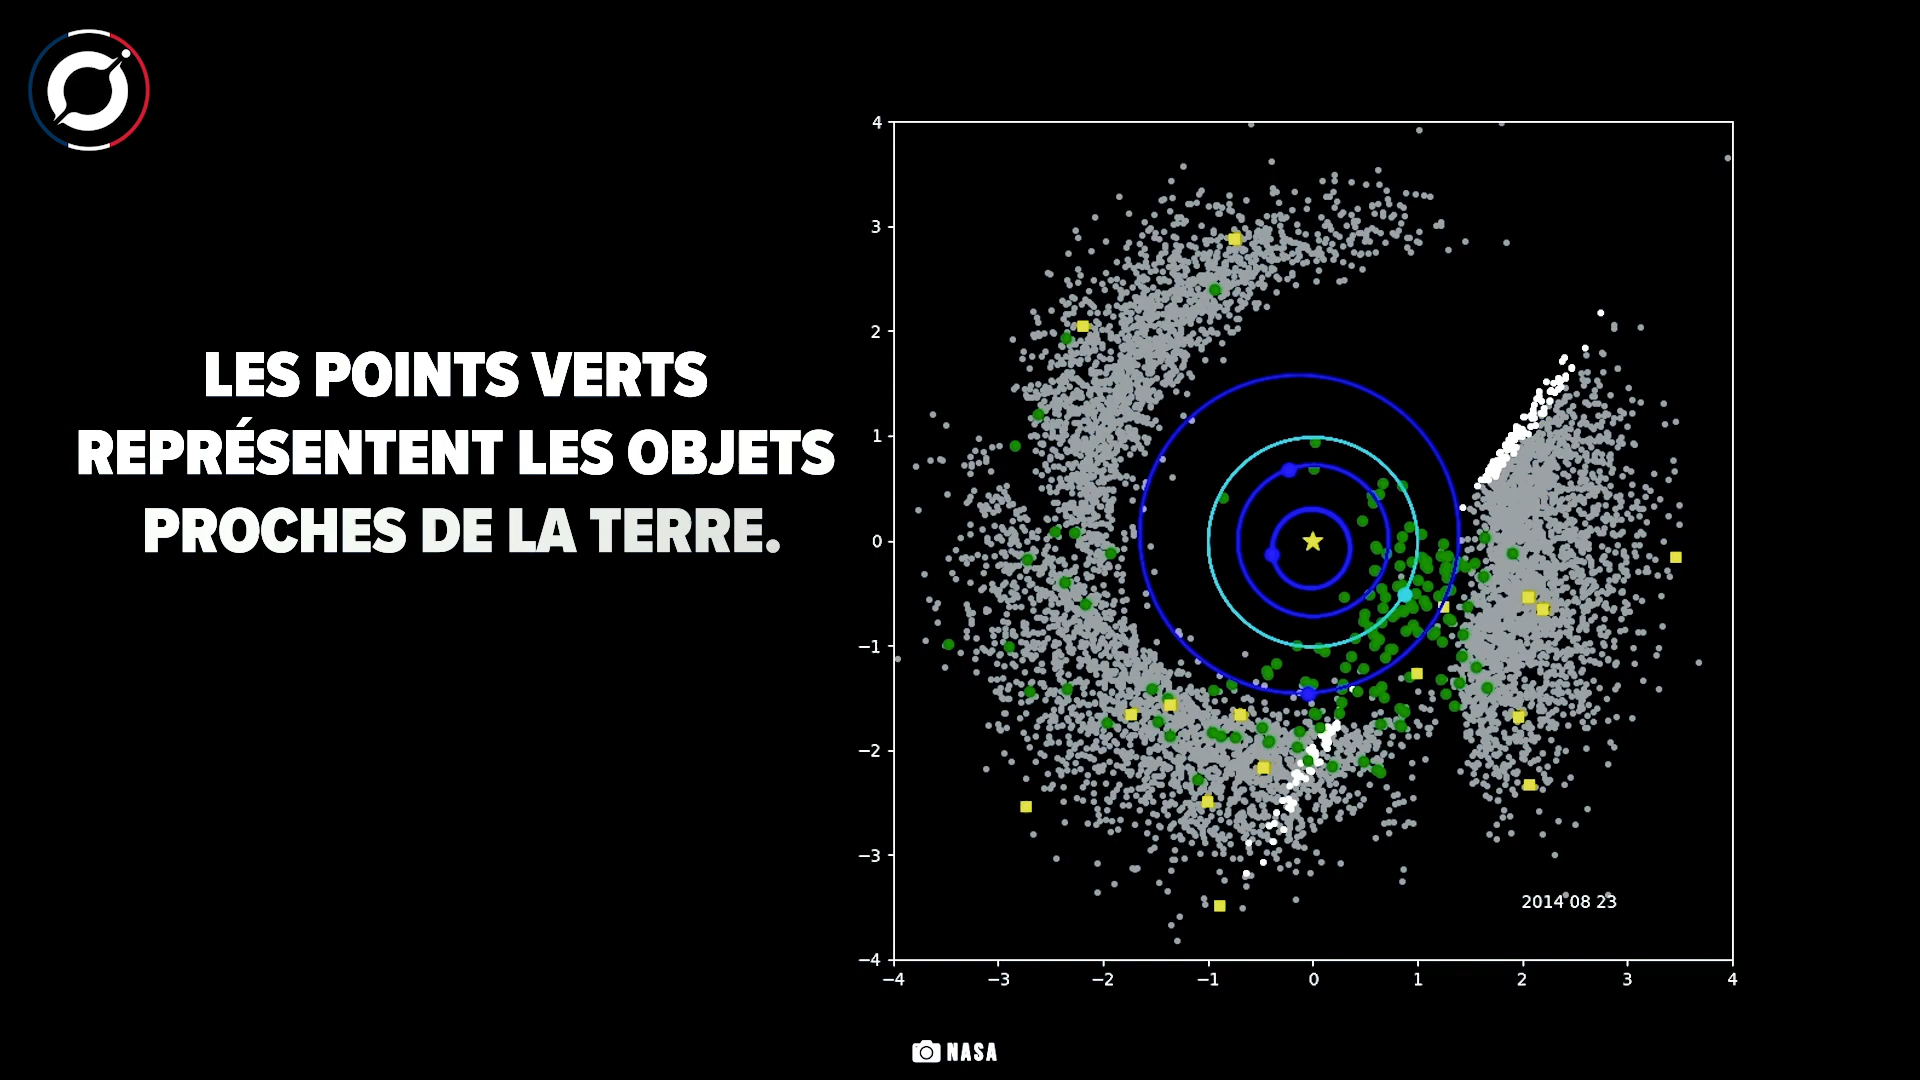 LES POINTS VERTS
REPRÉSENTENT LES OBJETS
PROCHES DE LA TERRE.
4
3
2
1
0
−1
−2
−3
−4
−4 −3 −2 −1 0 1 2 3 4
2014 08 23
NASA